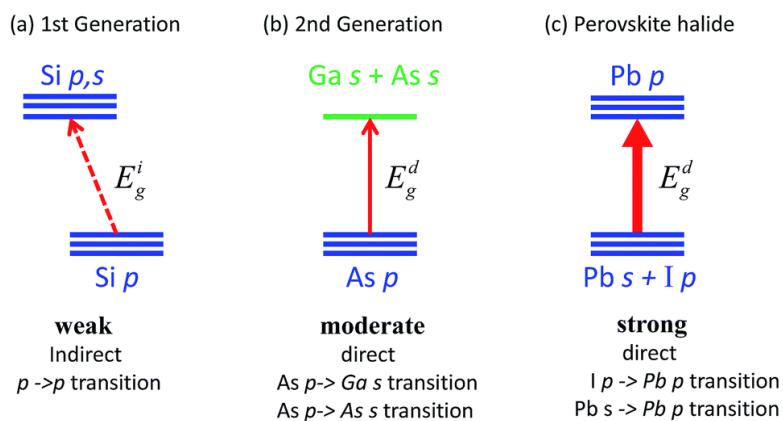 (a) 1st Generation
Si p,s
E_g^i
Si p
weak
Indirect
p ->p transition
(b) 2nd Generation
Ga s + As s
E_g^d
As p
moderate
direct
As p-> Ga s transition
As p-> As s transition
(c) Perovskite halide
Pb p
E_g^d
Pb s + I p
strong
direct
I p -> Pb p transition
Pb s -> Pb p transition